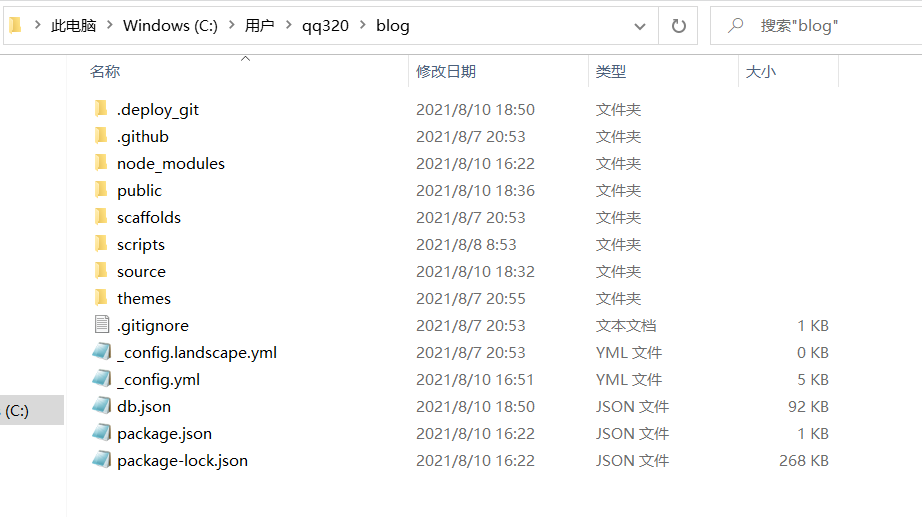 此电脑 Windows (C:) 用户 qq320 blog 搜索"blog"
名称 修改日期 类型 大小
.deploy_git 2021/8/10 18:50 文件夹
.github 2021/8/7 20:53 文件夹
node_modules 2021/8/10 16:22 文件夹
public 2021/8/10 18:36 文件夹
scaffolds 2021/8/7 20:53 文件夹
scripts 2021/8/8 8:53 文件夹
source 2021/8/10 18:32 文件夹
themes 2021/8/7 20:55 文件夹
.gitignore 2021/8/7 20:53 文本文档 1 KB
_config.landscape.yml 2021/8/7 20:53 YML 文件 0 KB
_config.yml 2021/8/10 16:51 YML 文件 5 KB
(C:) db.json 2021/8/10 18:50 JSON 文件 92 KB
package.json 2021/8/10 16:22 JSON 文件 1 KB
package-lock.json 2021/8/10 16:22 JSON 文件 268 KB